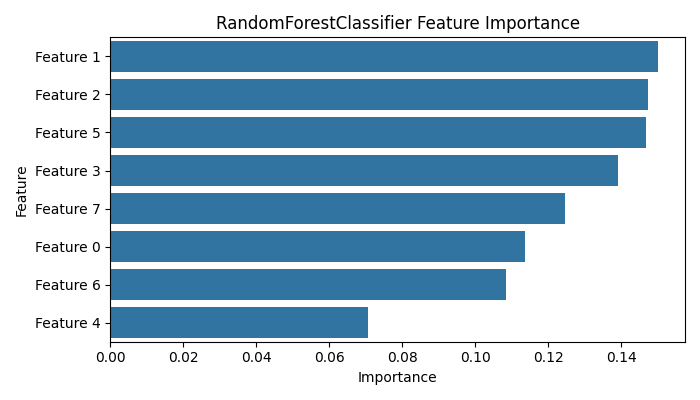 RandomForestClassifier Feature Importance
Feature 1
Feature 2
Feature 5
Feature 3
Feature 7
Feature 0
Feature 6
Feature 4
Feature
0.00 0.02 0.04 0.06 0.08 0.10 0.12 0.14
Importance